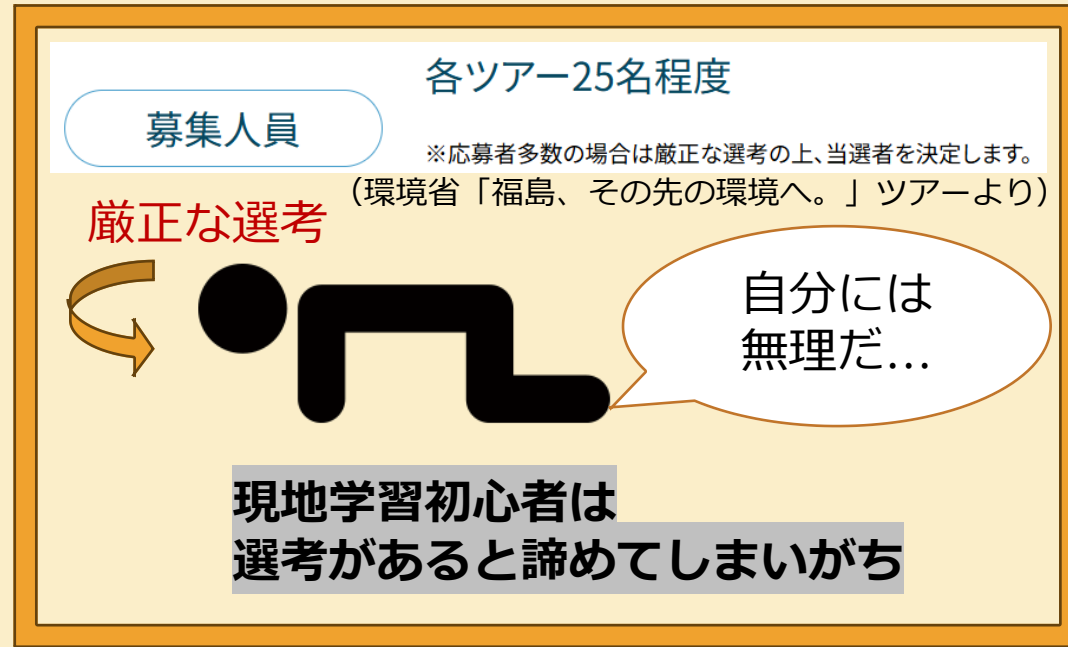 各ツアー25名程度
募集人員
※応募者多数の場合は厳正な選考の上、当選者を決定します。
（環境省「福島、その先の環境へ。」ツアーより）
厳正な選考
自分には
無理だ…
現地学習初心者は
選考があると諦めてしまいがち